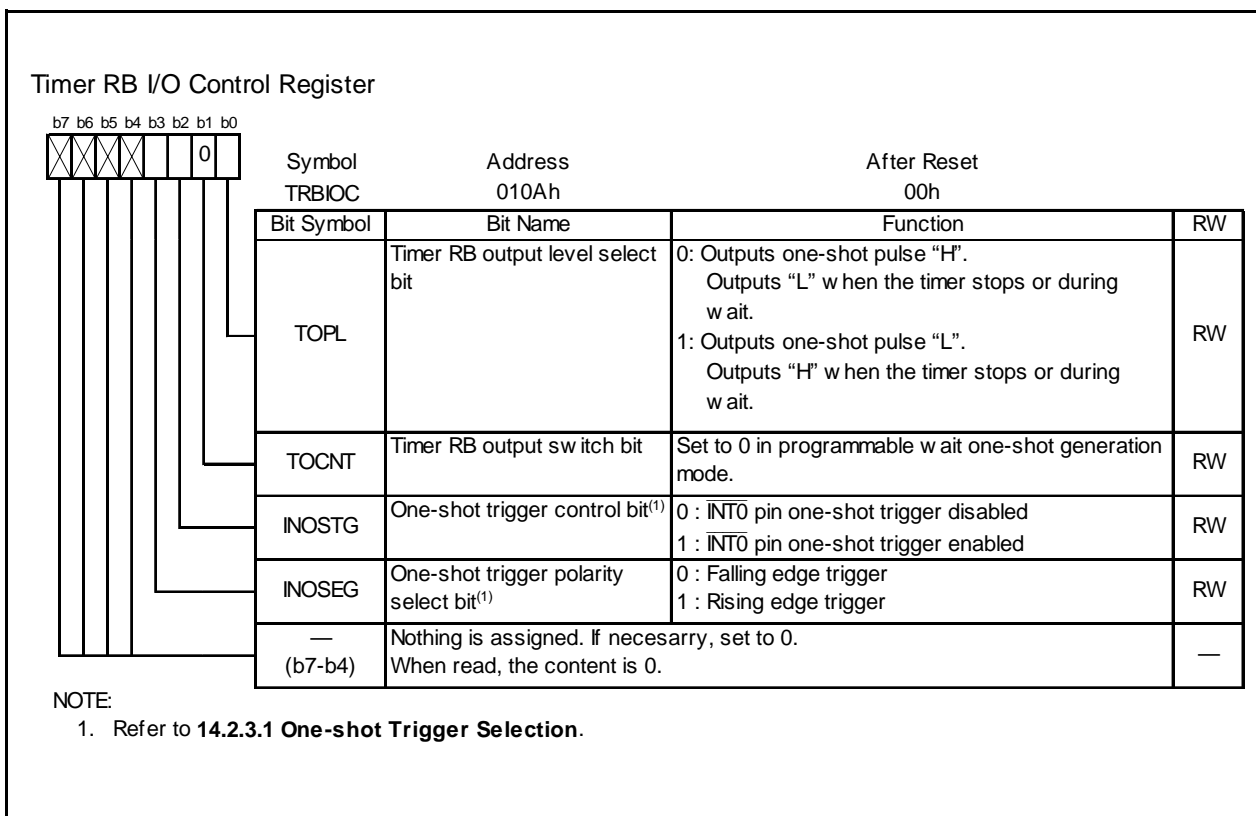 Timer RB I/O Control Register
b7 b6 b5 b4 b3 b2 b1 b0
0
Symbol Address After Reset
TRBIOC 010Ah 00h
Bit Symbol Bit Name Function RW
TOPL
Timer RB output level select
bit
0: Outputs one-shot pulse “H”.
Outputs “L” when the timer stops or during
wait.
1: Outputs one-shot pulse “L”.
Outputs “H” when the timer stops or during
wait.
RW
TOCNT
Timer RB output switch bit
Set to 0 in programmable wait one-shot generation
mode.
RW
INOSTG
One-shot trigger control bit(1)
0 : INT0 pin one-shot trigger disabled
1 : INT0 pin one-shot trigger enabled
RW
INOSEG
One-shot trigger polarity
select bit(1)
0 : Falling edge trigger
1 : Rising edge trigger
RW
—
(b7-b4)
Nothing is assigned. If necesarry, set to 0.
When read, the content is 0.
—
NOTE:
1. Refer to 14.2.3.1 One-shot Trigger Selection.